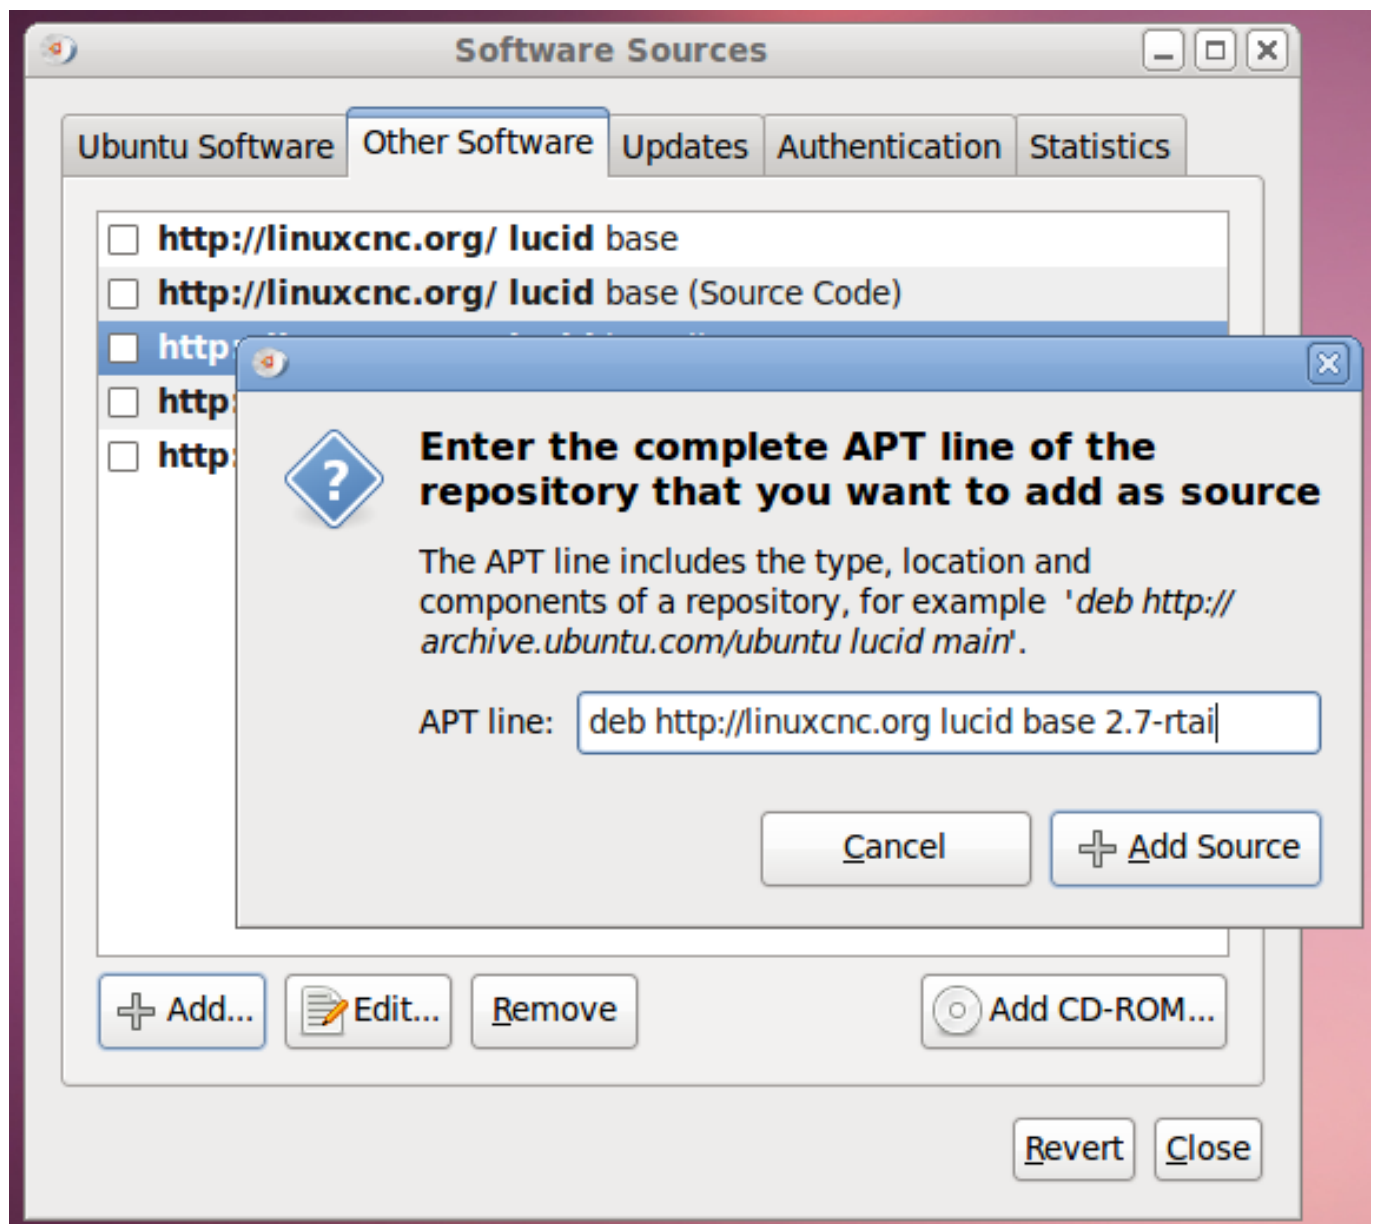 Software Sources
Ubuntu Software Other Software Updates Authentication Statistics
http://linuxcnc.org/ lucid base
http://linuxcnc.org/ lucid base (Source Code)
http:
http:
http:
Enter the complete APT line of the
repository that you want to add as source
The APT line includes the type, location and
components of a repository, for example 'deb http://
archive.ubuntu.com/ubuntu lucid main'.
APT line: deb http://linuxcnc.org lucid base 2.7-rtai
Cancel Add Source
Add... Edit... Remove Add CD-ROM...
Revert Close